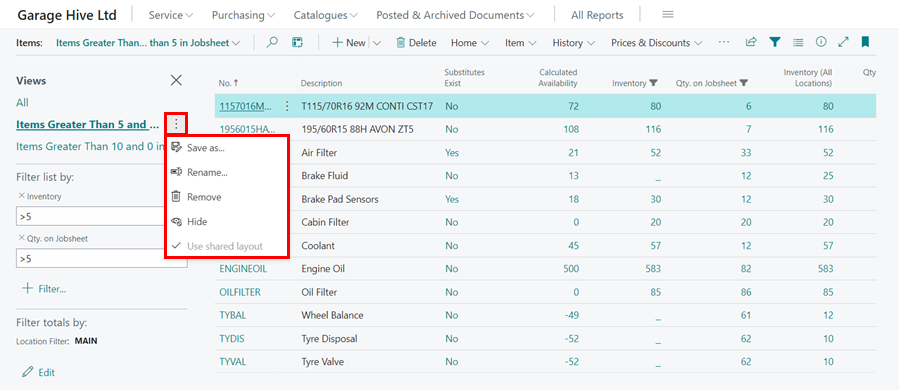 Garage Hive Ltd Service Purchasing Catalogues Posted & Archived Documents All Reports
Items: Items Greater Than... than 5 in Jobsheet + New Delete Home Item History Prices & Discounts ...
Views
All
Items Greater Than 5 and ...
Items Greater Than 10 and 0 in
Save as...
Rename...
Remove
Hide
Use shared layout
Filter list by:
× Inventory
>5
× Qty. on Jobsheet
>5
+ Filter...
Filter totals by:
Location Filter: MAIN
Edit
No. ↑ Description Substitutes Exist Calculated Availability Inventory Qty. on Jobsheet Inventory (All Locations) Qty
1157016M... T115/70R16 92M CONTI CST17 No 72 80 6 80
1956015HA... 195/60R15 88H AVON ZT5 No 108 116 7 116
Air Filter Yes 21 52 33 52
Brake Fluid No 13 _ 12 25
Brake Pad Sensors Yes 18 30 12 30
Cabin Filter No 0 20 20 20
Coolant No 45 57 12 57
ENGINEOIL Engine Oil No 500 583 82 583
OILFILTER Oil Filter No 0 85 86 85
TYBAL Wheel Balance No -49 _ 61 12
TYDIS Tyre Disposal No -52 _ 62 10
TYVAL Tyre Valve No -52 _ 62 10